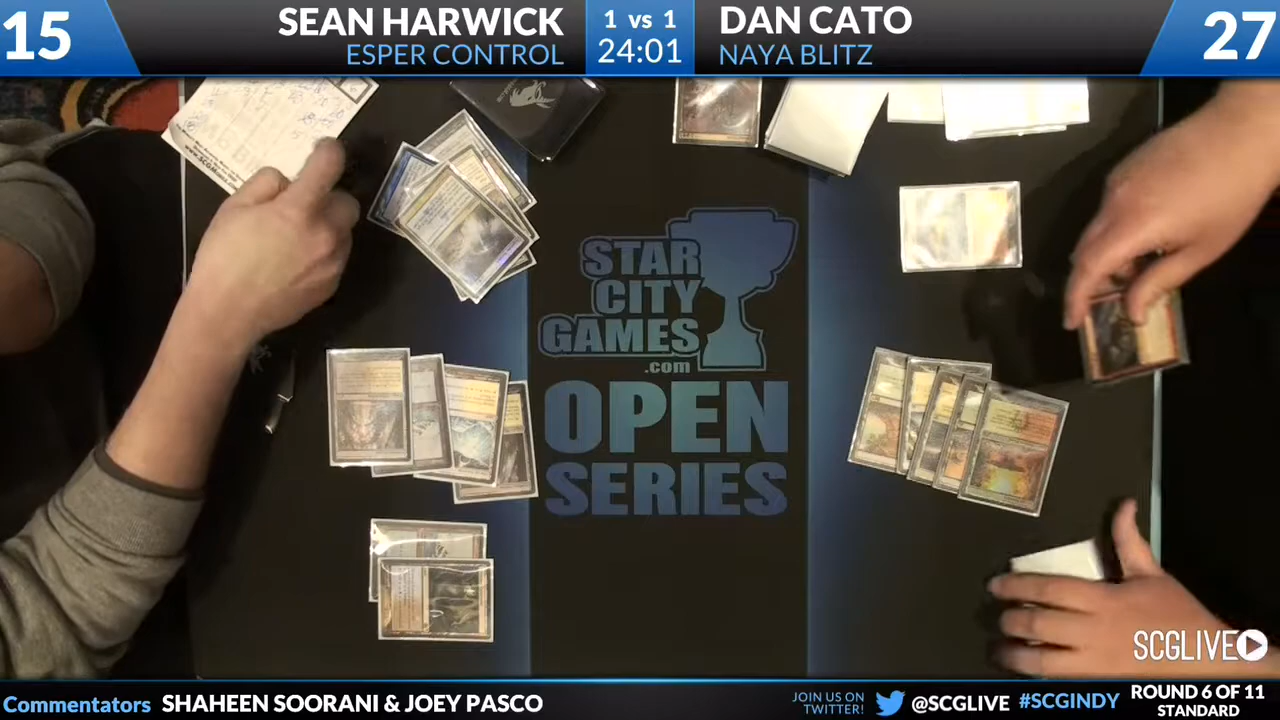 15
SEAN HARWICK
ESPER CONTROL
1 vs 1
24:01
DAN CATO
NAYA BLITZ
27
STAR
CITY
GAMES
.com
OPEN
SERIES
SCGLIVE
Commentators SHAHEEN SOORANI & JOEY PASCO
JOIN US ON
TWITTER!
@SCGLIVE #SCGINDY
ROUND 6 OF 11
STANDARD